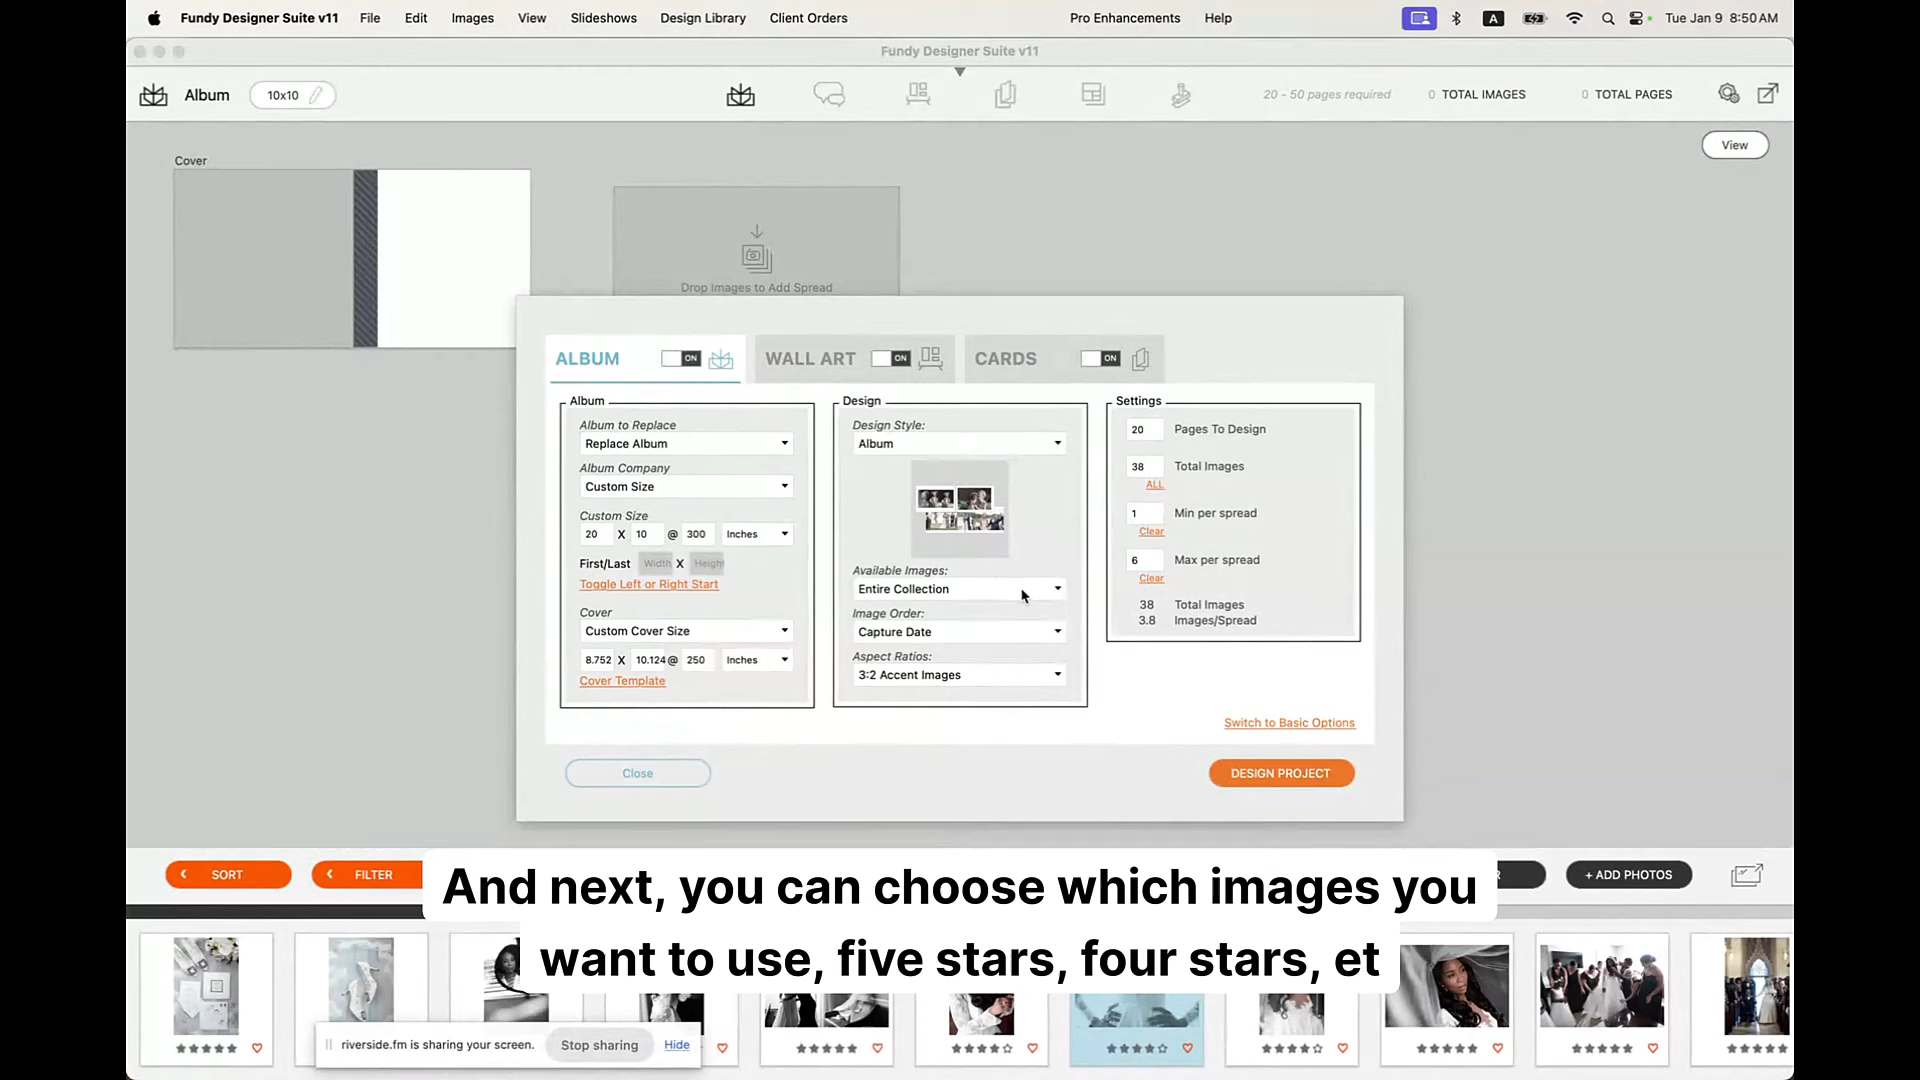 Fundy Designer Suite v11 File Edit Images View Slideshows Design Library Client Orders Pro Enhancements Help A Tue Jan 9 8:50 AM
Fundy Designer Suite v11
Album 10x10 20 - 50 pages required 0 TOTAL IMAGES 0 TOTAL PAGES
View
Cover
Drop Images to Add Spread
ALBUM ON WALL ART ON CARDS ON
Album
Album to Replace
Replace Album
Album Company
Custom Size
Custom Size
20 X 10 @ 300 Inches
First/Last Width X Height
Toggle Left or Right Start
Cover
Custom Cover Size
8.752 X 10.124 @ 250 Inches
Cover Template
Design
Design Style:
Album
Available Images:
Entire Collection
Image Order:
Capture Date
Aspect Ratios:
3:2 Accent Images
Settings
20 Pages To Design
38 Total Images
ALL
1 Min per spread
Clear
6 Max per spread
Clear
38 Total Images
3.8 Images/Spread
Switch to Basic Options
Close DESIGN PROJECT
SORT FILTER + ADD PHOTOS
And next, you can choose which images you
want to use, five stars, four stars, et
riverside.fm is sharing your screen. Stop sharing Hide